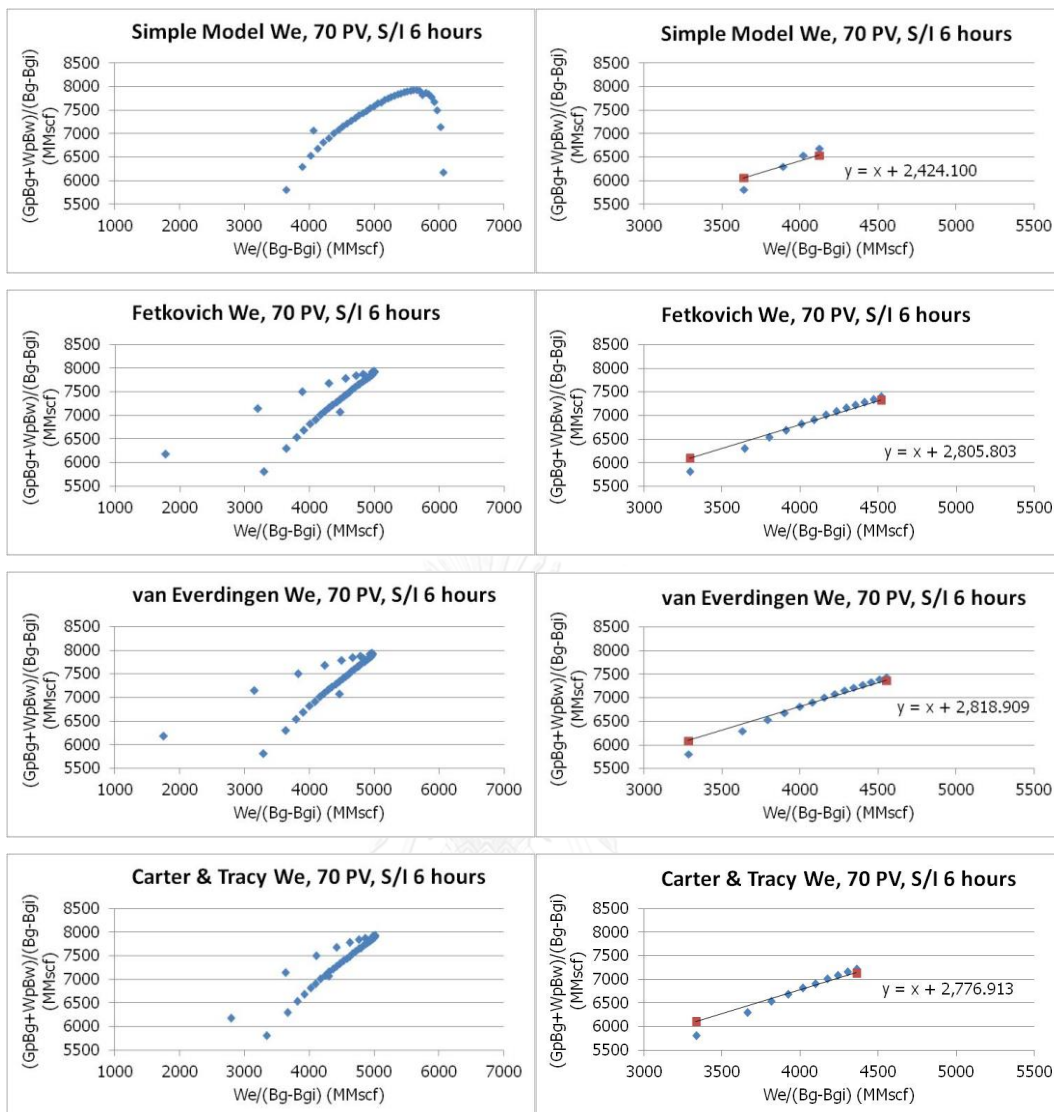 Simple Model We, 70 PV, S/I 6 hours
(GpBg+WpBw)/(Bg-Bgi)
(MMscf)
8500
8000
7500
7000
6500
6000
5500
1000 2000 3000 4000 5000 6000 7000
We/(Bg-Bgi) (MMscf)
Simple Model We, 70 PV, S/I 6 hours
(GpBg+WpBw)/(Bg-Bgi)
(MMscf)
8500
8000
7500
7000
6500
6000
5500
y = x + 2,424.100
3000 3500 4000 4500 5000 5500
We/(Bg-Bgi) (MMscf)
Fetkovich We, 70 PV, S/I 6 hours
(GpBg+WpBw)/(Bg-Bgi)
(MMscf)
8500
8000
7500
7000
6500
6000
5500
1000 2000 3000 4000 5000 6000 7000
We/(Bg-Bgi) (MMscf)
Fetkovich We, 70 PV, S/I 6 hours
(GpBg+WpBw)/(Bg-Bgi)
(MMscf)
8500
8000
7500
7000
6500
6000
5500
y = x + 2,805.803
3000 3500 4000 4500 5000 5500
We/(Bg-Bgi) (MMscf)
van Everdingen We, 70 PV, S/I 6 hours
(GpBg+WpBw)/(Bg-Bgi)
(MMscf)
8500
8000
7500
7000
6500
6000
5500
1000 2000 3000 4000 5000 6000 7000
We/(Bg-Bgi) (MMscf)
van Everdingen We, 70 PV, S/I 6 hours
(GpBg+WpBw)/(Bg-Bgi)
(MMscf)
8500
8000
7500
7000
6500
6000
5500
y = x + 2,818.909
3000 3500 4000 4500 5000 5500
We/(Bg-Bgi) (MMscf)
Carter & Tracy We, 70 PV, S/I 6 hours
(GpBg+WpBw)/(Bg-Bgi)
(MMscf)
8500
8000
7500
7000
6500
6000
5500
1000 2000 3000 4000 5000 6000 7000
We/(Bg-Bgi) (MMscf)
Carter & Tracy We, 70 PV, S/I 6 hours
(GpBg+WpBw)/(Bg-Bgi)
(MMscf)
8500
8000
7500
7000
6500
6000
5500
y = x + 2,776.913
3000 3500 4000 4500 5000 5500
We/(Bg-Bgi) (MMscf)